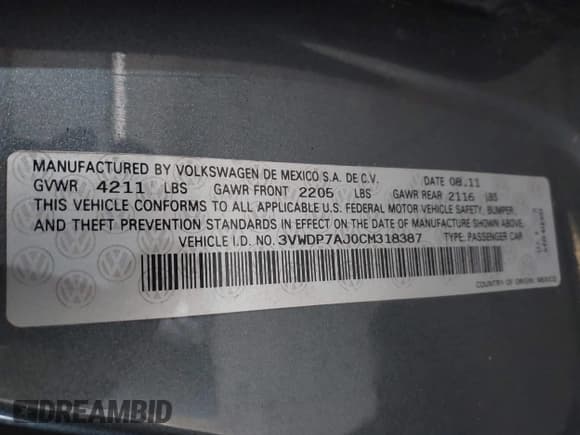 MANUFACTURED BY VOLKSWAGEN DE MEXICO S.A. DE C.V. DATE 08.11
GVWR 4211 LBS GAWR FRONT 2205 LBS GAWR REAR 2116 LBS
THIS VEHICLE CONFORMS TO ALL APPLICABLE U.S. FEDERAL MOTOR VEHICLE SAFETY, BUMPER,
AND THEFT PREVENTION STANDARDS IN EFFECT ON THE DATE OF MANUFACTURE SHOWN ABOVE.
VEHICLE I.D. NO. 3VWDP7AJ0CM318387 TYPE: PASSENGER CAR
COUNTRY OF ORIGIN: MEXICO
DREAMBID